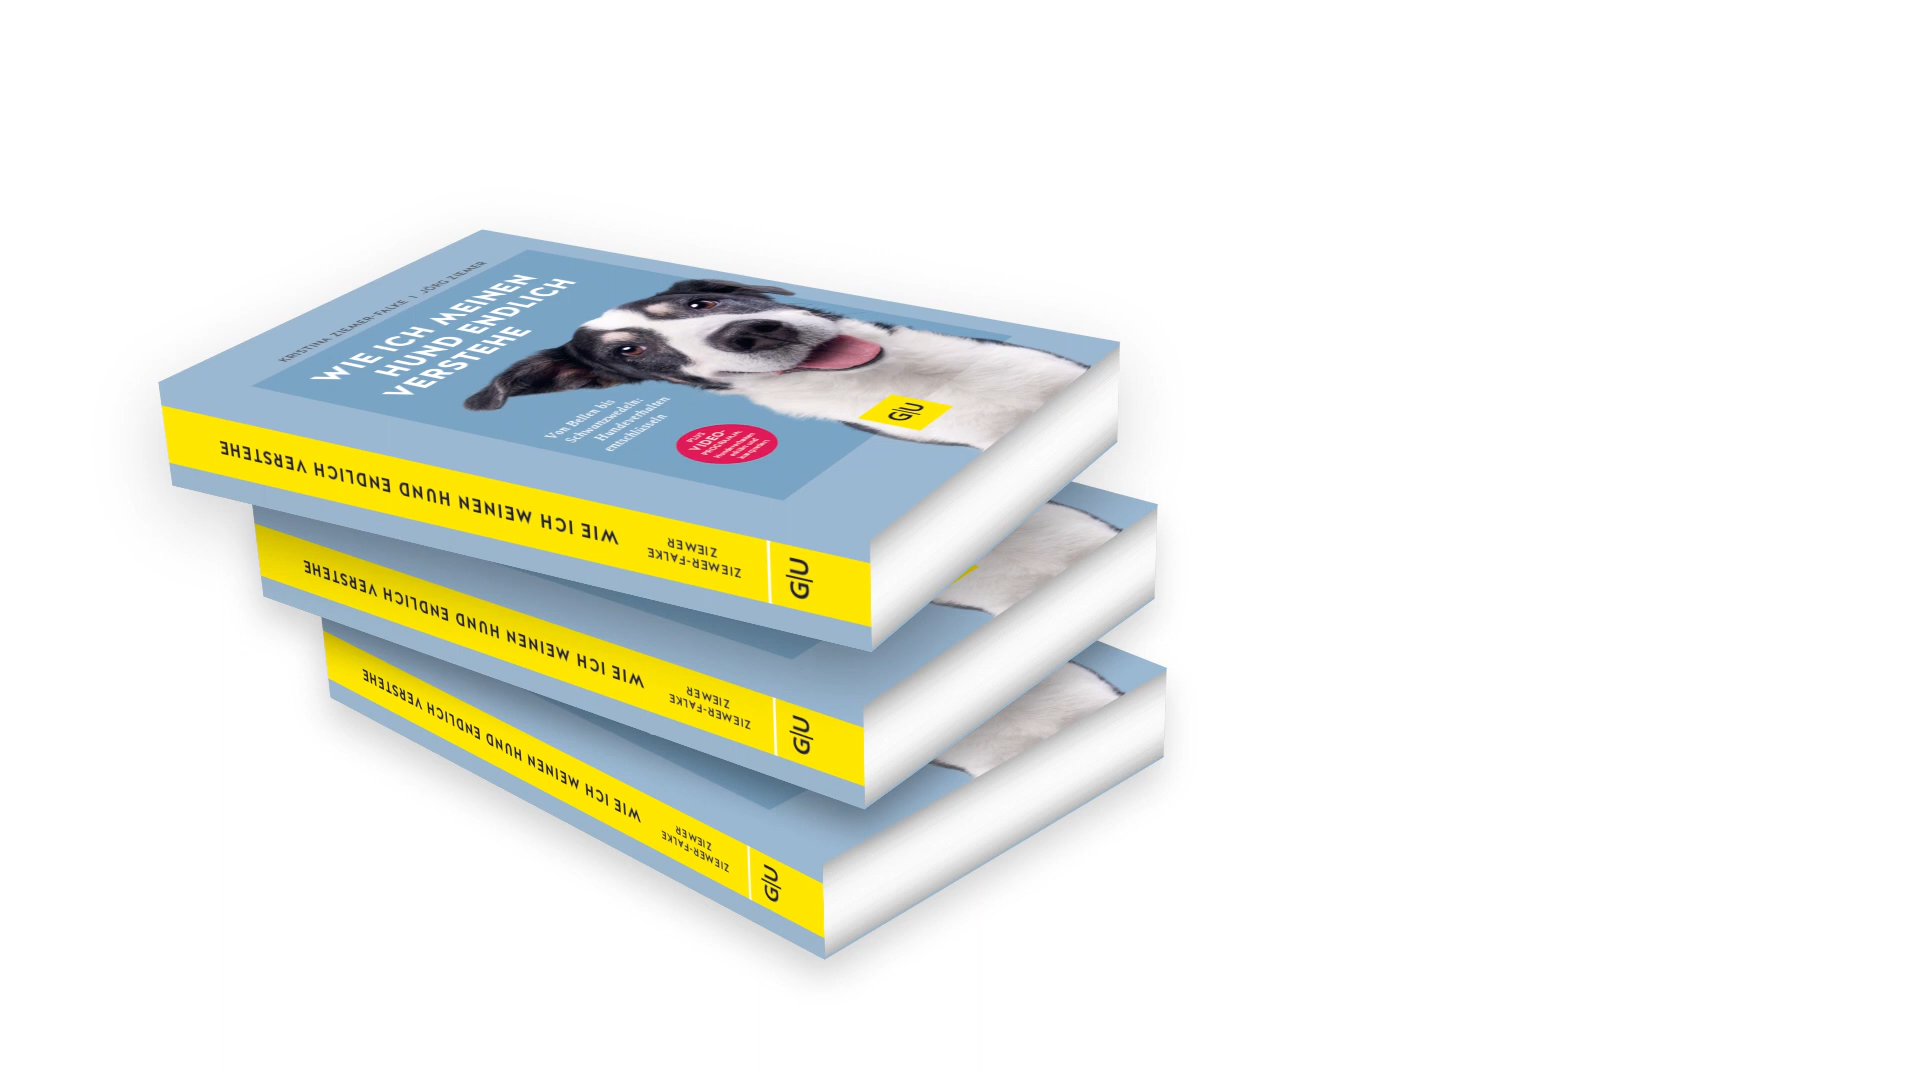 KRISTINA ZIEMER-FALKE | JÖRG ZIEMER
WIE ICH MEINEN
HUND ENDLICH
VERSTEHE
Von Bellen bis
Schwanzwedeln:
Hundeverhalten
entschlüsseln
PLUS
VIDEO-
PROGRAMM:
G|U
WIE ICH MEINEN HUND ENDLICH VERSTEHE
ZIEMER-FALKE
ZIEMER
G|U
WIE ICH MEINEN HUND ENDLICH VERSTEHE
ZIEMER-FALKE
ZIEMER
G|U
WIE ICH MEINEN HUND ENDLICH VERSTEHE
ZIEMER-FALKE
ZIEMER
G|U